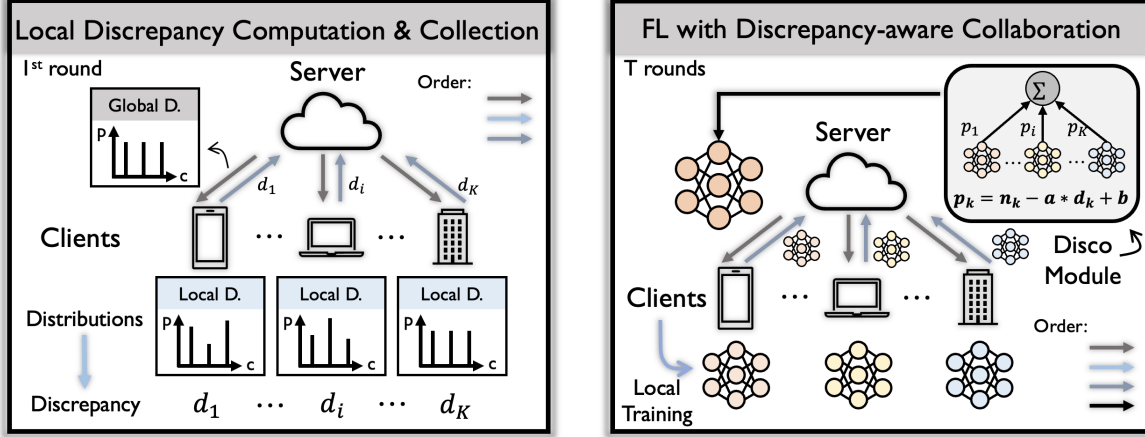 Local Discrepancy Computation & Collection
1st round
Server
Order:
Global D.
P
c
d1
di
dK
Clients
...
...
Local D.
Local D.
Local D.
Distributions
P
c
P
c
P
c
Discrepancy
d1
...
di
...
dK
FL with Discrepancy-aware Collaboration
T rounds
Σ
p1
pi
pK
...
...
pk = nk − a * dk + b
Server
Disco
Module
Clients
...
...
Order:
Local
Training